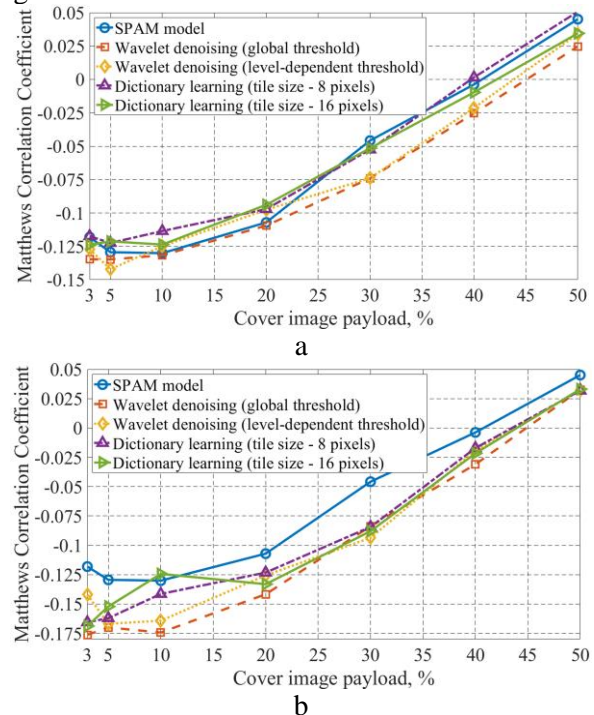 0.05
0.025
0
-0.025
-0.05
-0.075
-0.1
-0.125
-0.15
Matthews Correlation Coefficient
SPAM model
Wavelet denoising (global threshold)
Wavelet denoising (level-dependent threshold)
Dictionary learning (tile size - 8 pixels)
Dictionary learning (tile size - 16 pixels)
3 5 10 15 20 25 30 35 40 45 50
Cover image payload, %
a
0.05
0.025
0
-0.025
-0.05
-0.075
-0.1
-0.125
-0.15
-0.175
Matthews Correlation Coefficient
SPAM model
Wavelet denoising (global threshold)
Wavelet denoising (level-dependent threshold)
Dictionary learning (tile size - 8 pixels)
Dictionary learning (tile size - 16 pixels)
3 5 10 15 20 25 30 35 40 45 50
Cover image payload, %
b